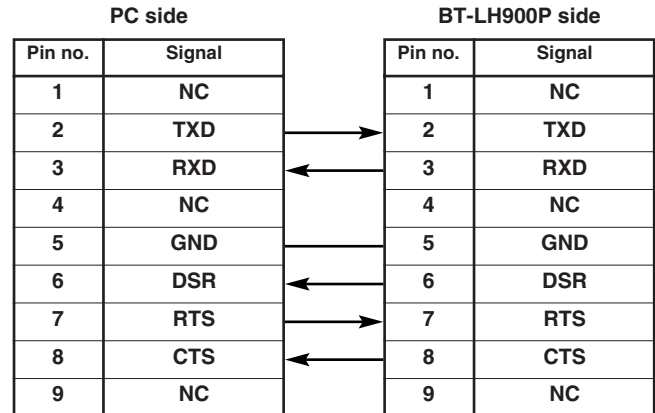 PC side BT-LH900P side
Pin no. Signal Pin no. Signal
1 NC 1 NC
2 TXD 2 TXD
3 RXD 3 RXD
4 NC 4 NC
5 GND 5 GND
6 DSR 6 DSR
7 RTS 7 RTS
8 CTS 8 CTS
9 NC 9 NC